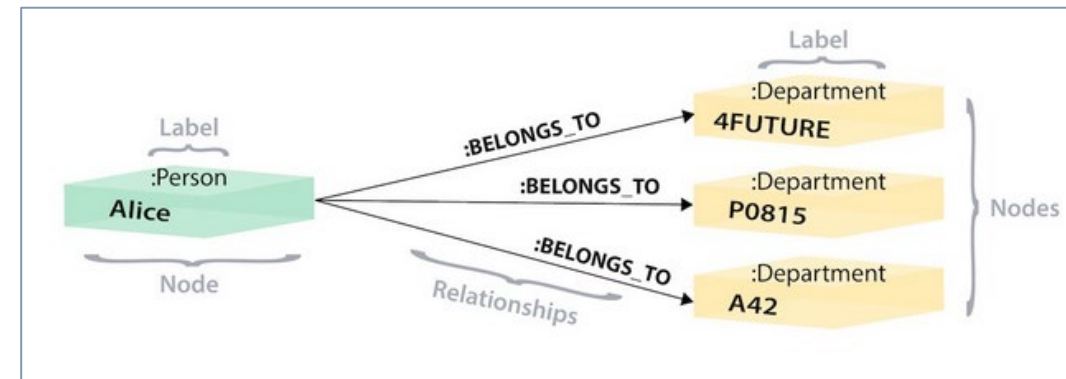 Label
:Department
4FUTURE
:BELONGS_TO
Label
:Person
Alice
Node
:BELONGS_TO
:Department
P0815
Nodes
:BELONGS_TO
Relationships
:Department
A42